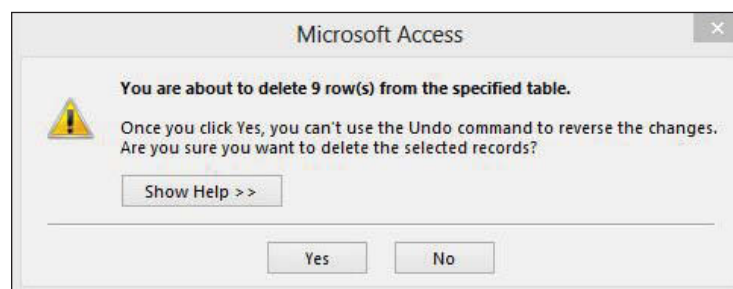 Microsoft Access
You are about to delete 9 row(s) from the specified table.
Once you click Yes, you can't use the Undo command to reverse the changes.
Are you sure you want to delete the selected records?
Show Help >>
Yes
No